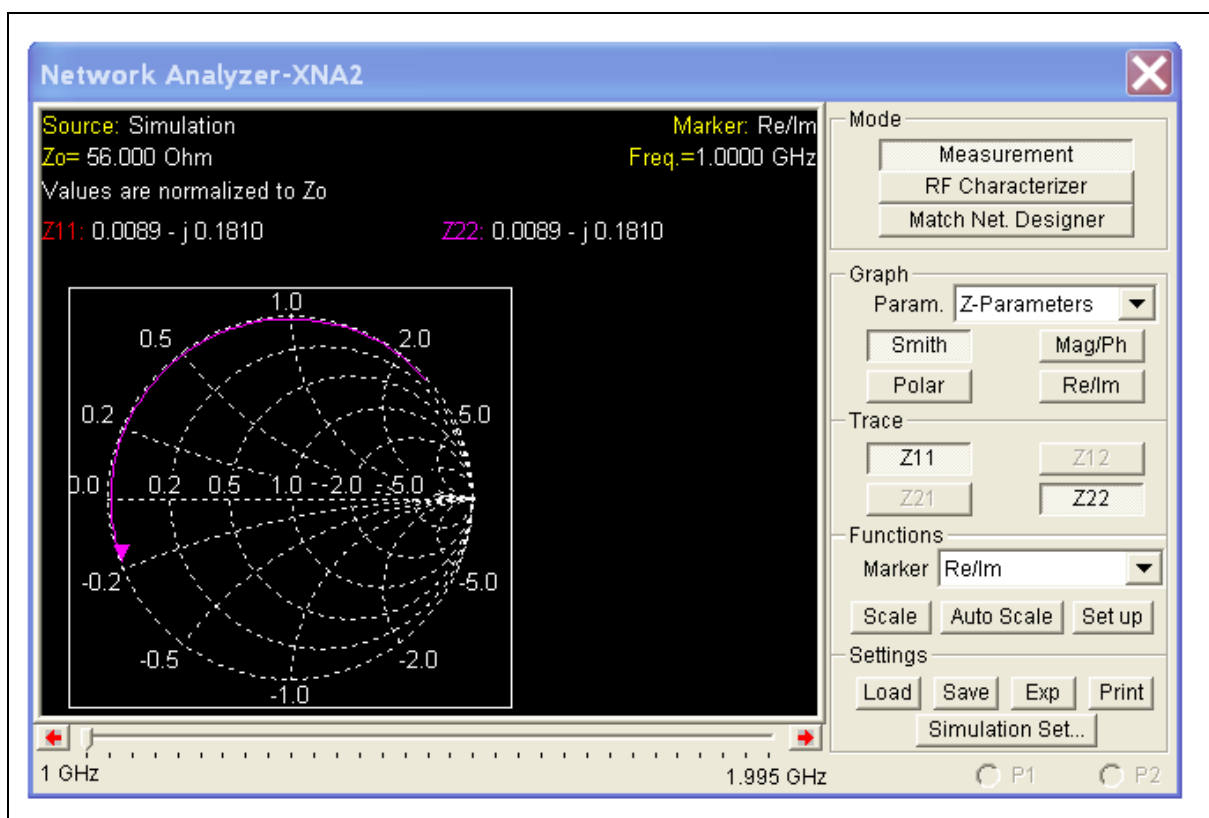 Network Analyzer-XNA2
Source: Simulation
Marker: Re/Im
Zo= 56.000 Ohm
Freq.=1.0000 GHz
Values are normalized to Zo
Z11: 0.0089 - j 0.1810
Z22: 0.0089 - j 0.1810
1.0
0.5
2.0
0.2
5.0
0.0
0.2
0.5
1.0
2.0
5.0
-0.2
-5.0
-0.5
-2.0
-1.0
1 GHz
1.995 GHz
Mode
Measurement
RF Characterizer
Match Net. Designer
Graph
Param. Z-Parameters
Smith
Mag/Ph
Polar
Re/Im
Trace
Z11
Z12
Z21
Z22
Functions
Marker Re/Im
Scale
Auto Scale
Set up
Settings
Load
Save
Exp
Print
Simulation Set...
P1
P2